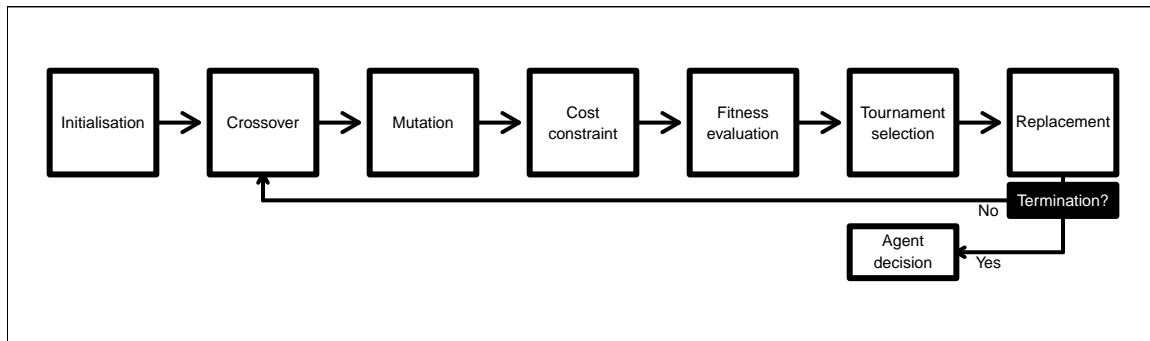 Initialisation
Crossover
Mutation
Cost
constraint
Fitness
evaluation
Tournament
selection
Replacement
Termination?
No
Agent
decision
Yes